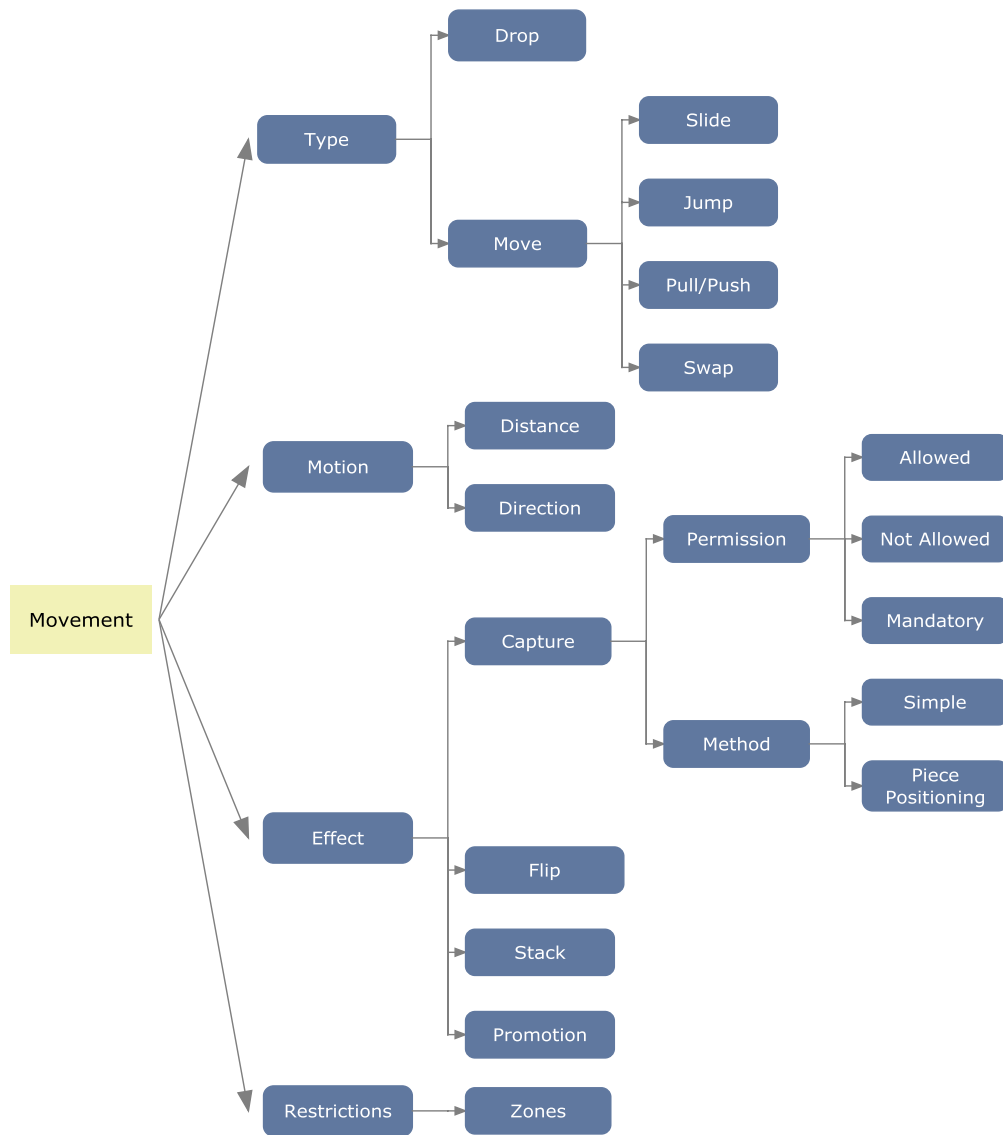 Drop
Type
Slide
Jump
Move
Pull/Push
Swap
Distance
Motion
Direction
Allowed
Permission
Not Allowed
Movement
Capture
Mandatory
Simple
Method
Piece
Positioning
Effect
Flip
Stack
Promotion
Restrictions
Zones